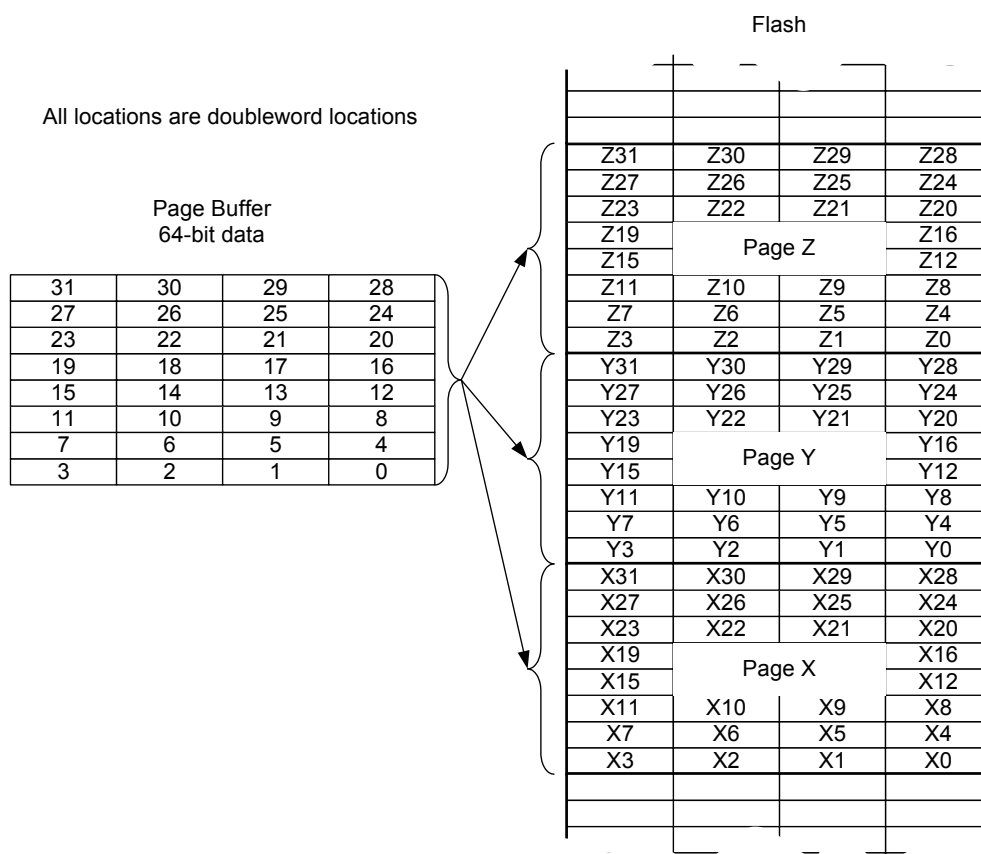 Flash
All locations are doubleword locations
Page Buffer
64-bit data
31 30 29 28
27 26 25 24
23 22 21 20
19 18 17 16
15 14 13 12
11 10 9 8
7 6 5 4
3 2 1 0
Z31 Z30 Z29 Z28
Z27 Z26 Z25 Z24
Z23 Z22 Z21 Z20
Z19 Z16
Page Z
Z15 Z12
Z11 Z10 Z9 Z8
Z7 Z6 Z5 Z4
Z3 Z2 Z1 Z0
Y31 Y30 Y29 Y28
Y27 Y26 Y25 Y24
Y23 Y22 Y21 Y20
Y19 Y16
Page Y
Y15 Y12
Y11 Y10 Y9 Y8
Y7 Y6 Y5 Y4
Y3 Y2 Y1 Y0
X31 X30 X29 X28
X27 X26 X25 X24
X23 X22 X21 X20
X19 X16
Page X
X15 X12
X11 X10 X9 X8
X7 X6 X5 X4
X3 X2 X1 X0